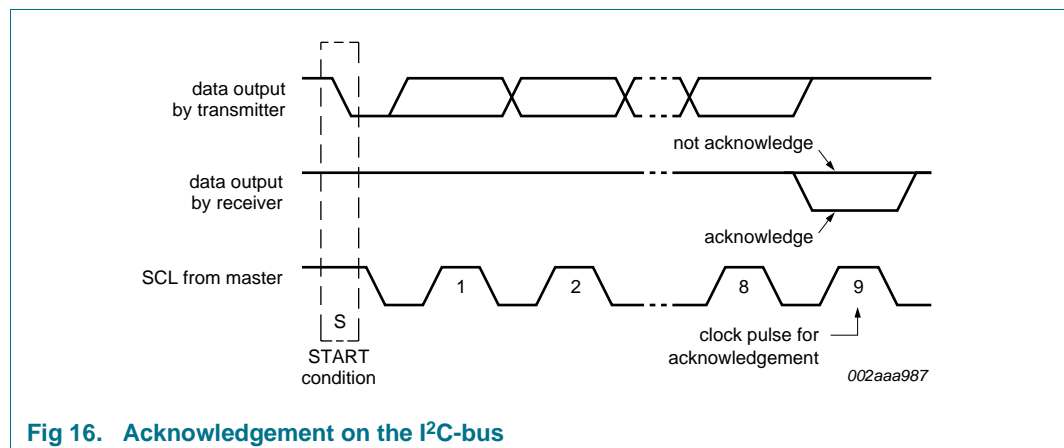 data output
by transmitter
not acknowledge
data output
by receiver
acknowledge
SCL from master
1
2
8
9
S
START
condition
clock pulse for
acknowledgement
002aaa987
Fig 16. Acknowledgement on the I²C-bus